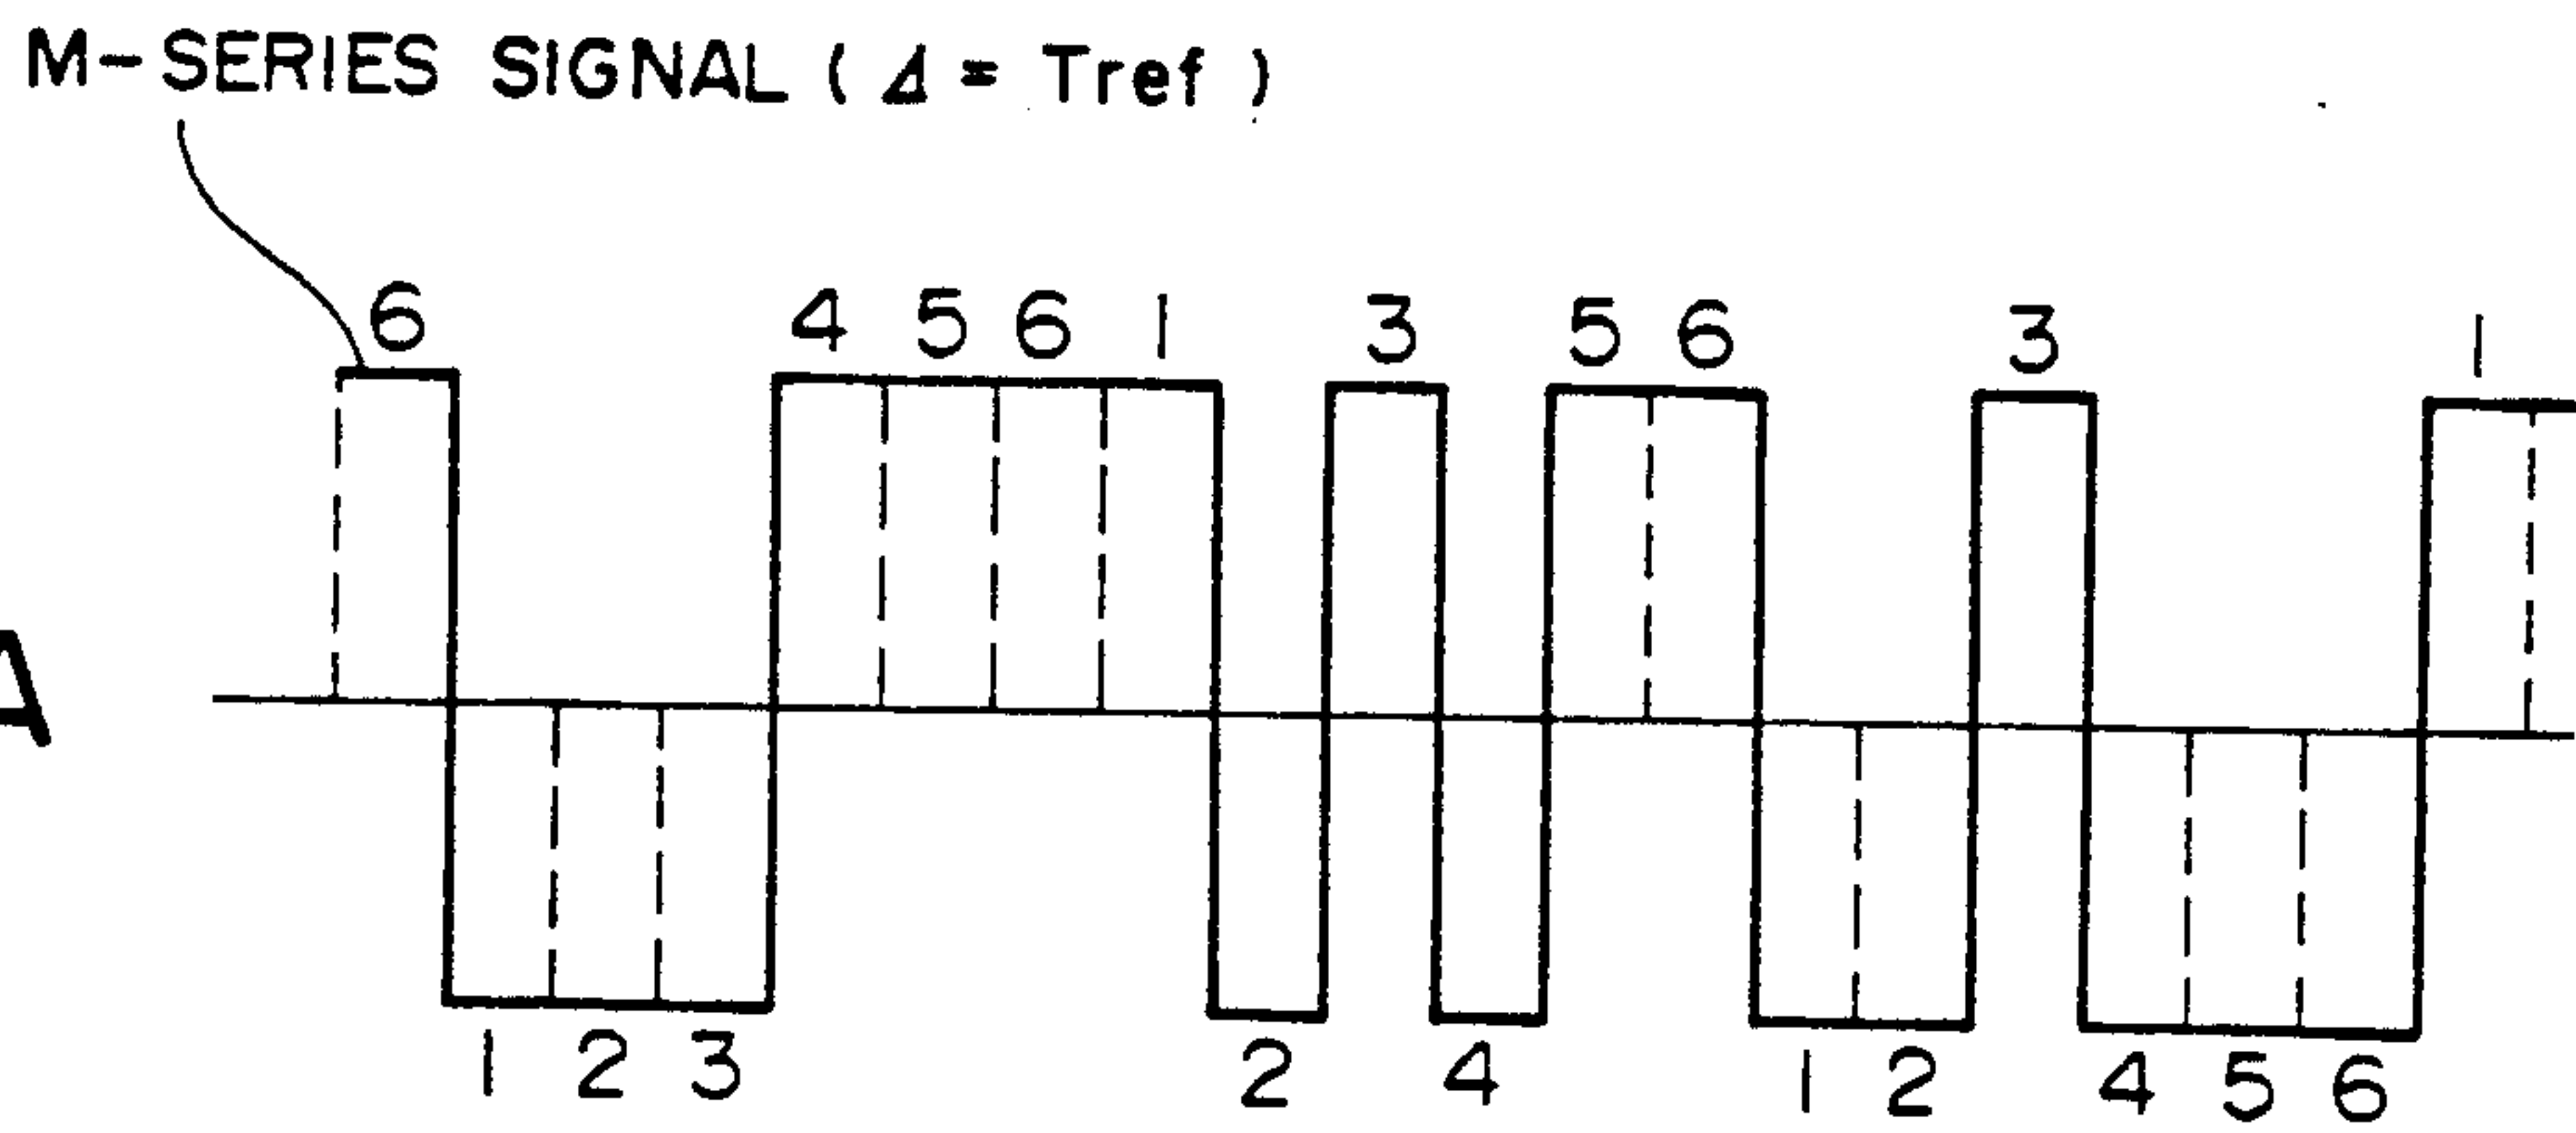 M-SERIES SIGNAL ( Δ = Tref )
6 4 5 6 1 3 5 6 3 1
A
1 2 3 2 4 1 2 4 5 6